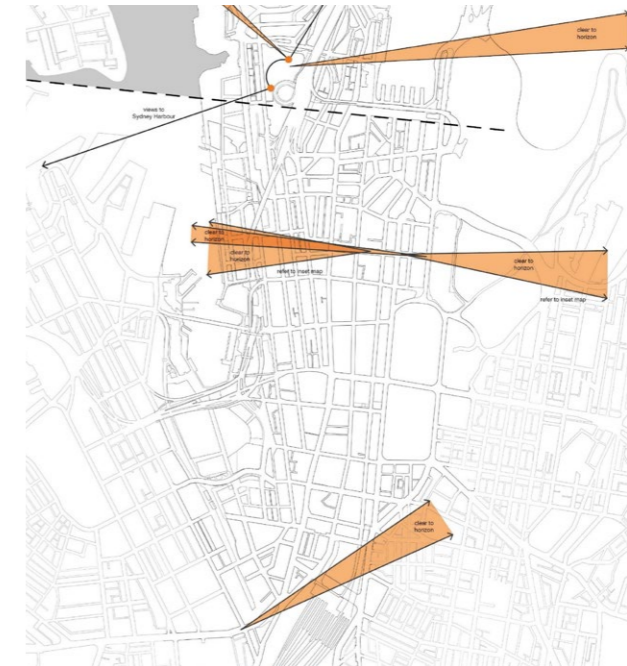 clear to
horizon
views to
Sydney Harbour
clear to
horizon
clear to
horizon
clear to
horizon
refer to inset map
refer to inset map
clear to
horizon